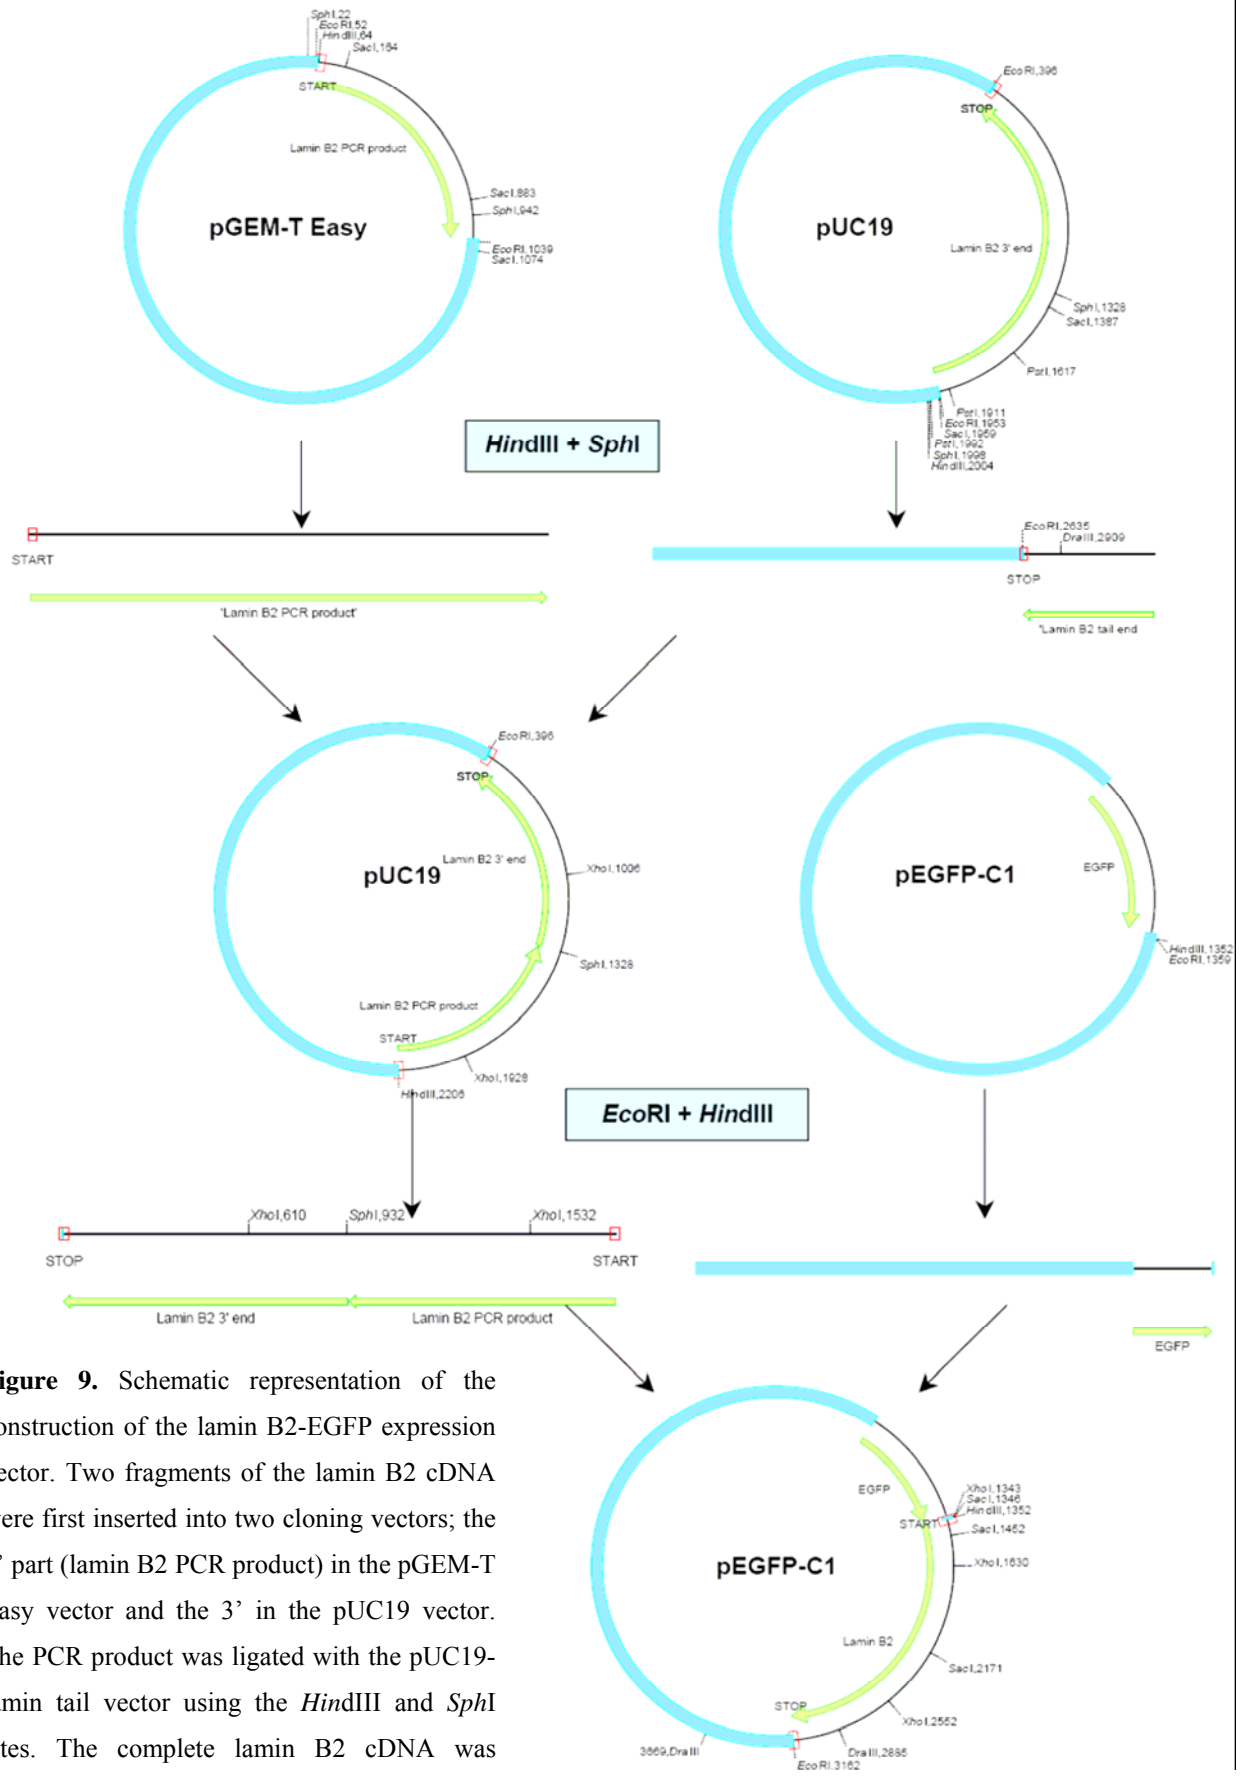 SphI,22
EcoRI,52
HindIII,64
SacI,164
START
Lamin B2 PCR product
SacI,883
SphI,942
pGEM-T Easy
EcoRI,1039
SacI,1074
EcoRI,396
STOP
pUC19
Lamin B2 3' end
SphI,1328
SacI,1387
PstI,1617
PstI,1911
EcoRI,1953
SacI,1959
PstI,1992
SphI,1998
HindIII,2004
HindIII + SphI
START
'Lamin B2 PCR product'
EcoRI,2635
DraIII,2909
STOP
'Lamin B2 tail end
EcoRI,396
STOP
Lamin B2 3' end
XhoI,1006
pUC19
SphI,1328
Lamin B2 PCR product
START
XhoI,1928
HindIII,2206
EGFP
pEGFP-C1
HindIII,1352
EcoRI,1359
EcoRI + HindIII
XhoI,610
SphI,932
XhoI,1532
STOP
START
Lamin B2 3' end
Lamin B2 PCR product
EGFP
igure 9. Schematic representation of the
onstruction of the lamin B2-EGFP expression
ector. Two fragments of the lamin B2 cDNA
ere first inserted into two cloning vectors; the
' part (lamin B2 PCR product) in the pGEM-T
asy vector and the 3' in the pUC19 vector.
he PCR product was ligated with the pUC19-
amin tail vector using the HindIII and SphI
tes. The complete lamin B2 cDNA was
EGFP
XhoI,1343
SacI,1346
HindIII,1352
START
SacI,1452
XhoI,1630
pEGFP-C1
Lamin B2
SacI,2171
STOP
XhoI,2552
3669,DraIII
DraIII,2885
EcoRI,3162